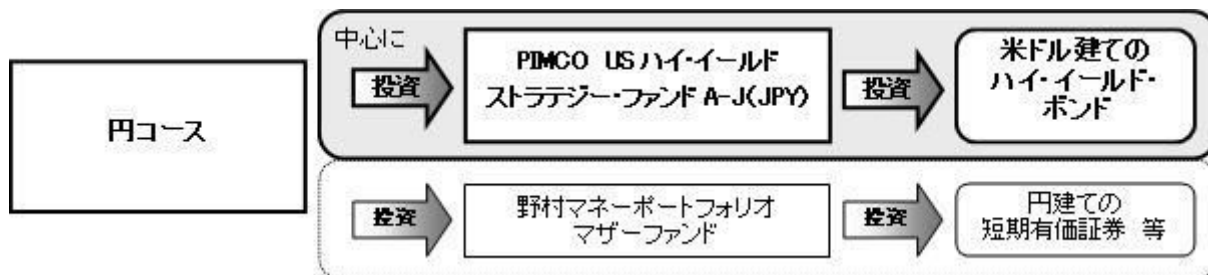 円コース
中心に
投資
PIMCO USハイ・イールド
ストラテジー・ファンド A-J(JPY)
投資
米ドル建ての
ハイ・イールド・
ボンド
投資
野村マネーポートフォリオ
マザーファンド
投資
円建ての
短期有価証券 等